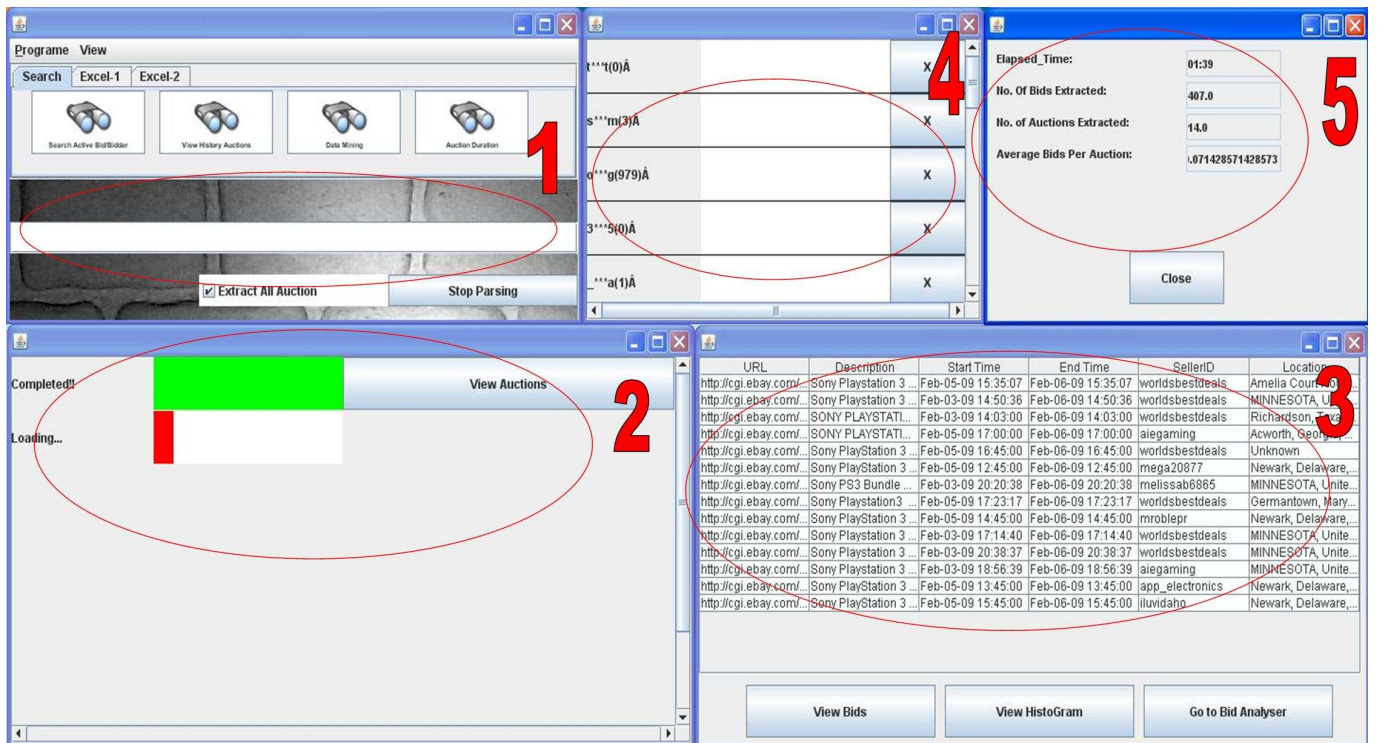 Programe View
Search Excel-1 Excel-2
Search Active Bid/Bidder View History Auctions Data Mining Auction Duration
1
Extract All Auction Stop Parsing
t***t(0)Â X
4
s***m(3)Â X
o***g(979)Â X
3***5(0)Â X
_***a(1)Â X
Elapsed_Time: 01:39
No. Of Bids Extracted: 407.0
No. of Auctions Extracted: 14.0
Average Bids Per Auction: .071428571428573
5
Close
Completed!! View Auctions
2
Loading...
URL Description Start Time End Time SellerID Location
http://cgi.ebay.com/... Sony Playstation 3 ... Feb-05-09 15:35:07 Feb-06-09 15:35:07 worldsbestdeals Amelia Court
http://cgi.ebay.com/... Sony Playstation 3 ... Feb-03-09 14:50:36 Feb-06-09 14:50:36 worldsbestdeals MINNESOTA,
http://cgi.ebay.com/... SONY PLAYSTATI... Feb-03-09 14:03:00 Feb-06-09 14:03:00 worldsbestdeals Richardson, Texa
http://cgi.ebay.com/... SONY PLAYSTATI... Feb-05-09 17:00:00 Feb-06-09 17:00:00 aiegaming Acworth, Georgia, ...
http://cgi.ebay.com/... Sony PlayStation 3 ... Feb-05-09 16:45:00 Feb-06-09 16:45:00 worldsbestdeals Unknown
http://cgi.ebay.com/... Sony PlayStation 3 ... Feb-05-09 12:45:00 Feb-06-09 12:45:00 mega20877 Newark, Delaware,...
http://cgi.ebay.com/... Sony PS3 Bundle ... Feb-03-09 20:20:38 Feb-06-09 20:20:38 melissab6865 MINNESOTA, Unite...
http://cgi.ebay.com/... Sony Playstation3 ... Feb-05-09 17:23:17 Feb-06-09 17:23:17 worldsbestdeals Germantown, Mary...
http://cgi.ebay.com/... Sony PlayStation 3 ... Feb-05-09 14:45:00 Feb-06-09 14:45:00 mroblepr Newark, Delaware,...
http://cgi.ebay.com/... Sony Playstation 3 ... Feb-03-09 17:14:40 Feb-06-09 17:14:40 worldsbestdeals MINNESOTA, Unite...
http://cgi.ebay.com/... Sony Playstation 3 ... Feb-03-09 20:38:37 Feb-06-09 20:38:37 worldsbestdeals MINNESOTA, Unite...
http://cgi.ebay.com/... Sony Playstation 3 ... Feb-03-09 18:56:39 Feb-06-09 18:56:39 aiegaming MINNESOTA, Unite...
http://cgi.ebay.com/... Sony PlayStation 3 ... Feb-05-09 13:45:00 Feb-06-09 13:45:00 app_electronics Newark, Delaware,...
http://cgi.ebay.com/... Sony PlayStation 3 ... Feb-05-09 15:45:00 Feb-06-09 15:45:00 iluvidaho Newark, Delaware,...
3
View Bids View HistoGram Go to Bid Analyser